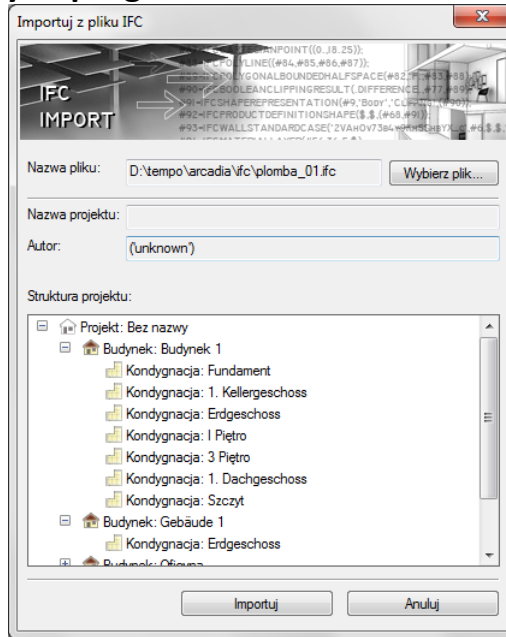 Importuj z pliku IFC
IFC
IMPORT
Nazwa pliku:
D:\tempo\arcadia\ifc\plomba_01.ifc
Wybierz plik...
Nazwa projektu:
Autor:
('unknown')
Struktura projektu:
Projekt: Bez nazwy
Budynek: Budynek 1
Kondygnacja: Fundament
Kondygnacja: 1. Kellergeschoss
Kondygnacja: Erdgeschoss
Kondygnacja: I Piętro
Kondygnacja: 3 Piętro
Kondygnacja: 1. Dachgeschoss
Kondygnacja: Szczyt
Budynek: Gebäude 1
Kondygnacja: Erdgeschoss
Budynek: Oficyna
Importuj
Anuluj